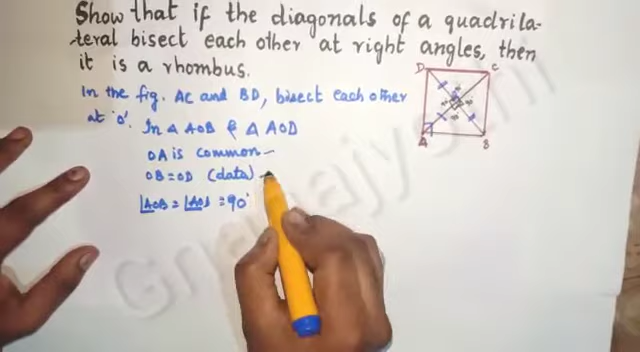 Show that if the diagonals of a quadrila-
teral bisect each other at right angles, then
it is a rhombus.
In the fig. AC and BD, bisect each other
at 'o'. In △ AOB & △ AOD
OA is common —
OB = OD (data) —
∠AOB = ∠AOD = 90°
D C
A B
Gnanajyothi